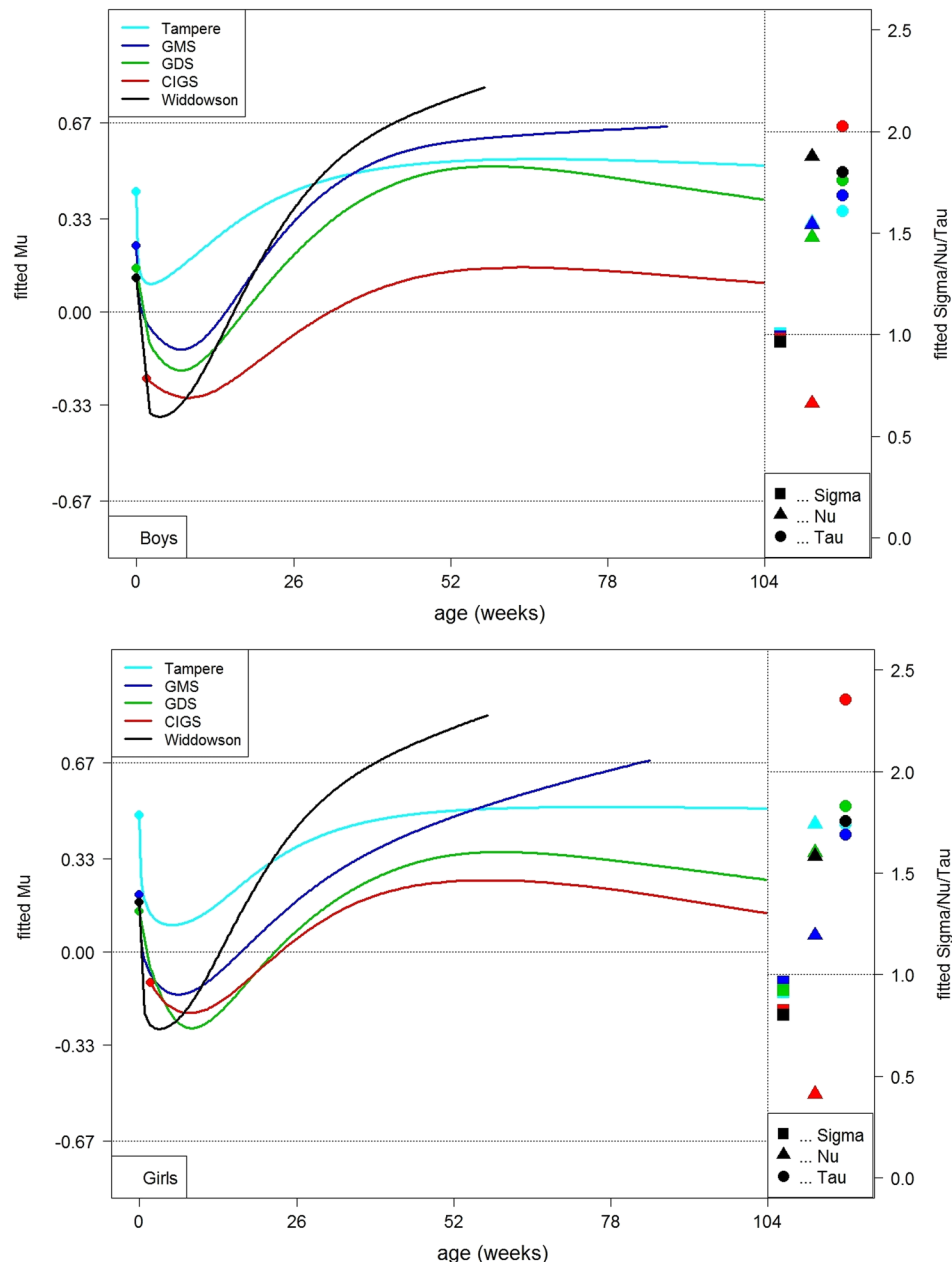 Tampere
GMS
GDS
CIGS
Widdowson
fitted Mu
0.67
0.33
0.00
-0.33
-0.67
Boys
0
26
52
78
104
age (weeks)
2.5
2.0
1.5
1.0
0.5
0.0
fitted Sigma/Nu/Tau
... Sigma
... Nu
... Tau
Tampere
GMS
GDS
CIGS
Widdowson
fitted Mu
0.67
0.33
0.00
-0.33
-0.67
Girls
0
26
52
78
104
age (weeks)
2.5
2.0
1.5
1.0
0.5
0.0
fitted Sigma/Nu/Tau
... Sigma
... Nu
... Tau